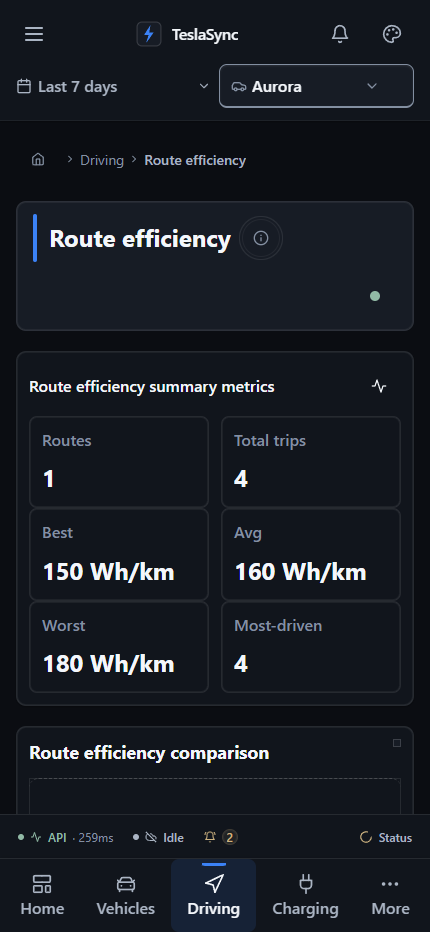 TeslaSync
Last 7 days
Aurora
Driving
Route efficiency
Route efficiency
Route efficiency summary metrics
Routes
Total trips
1
4
Best
Avg
150 Wh/km
160 Wh/km
Worst
Most-driven
180 Wh/km
4
Route efficiency comparison
API · 259ms
Idle
2
Status
Home
Vehicles
Driving
Charging
More